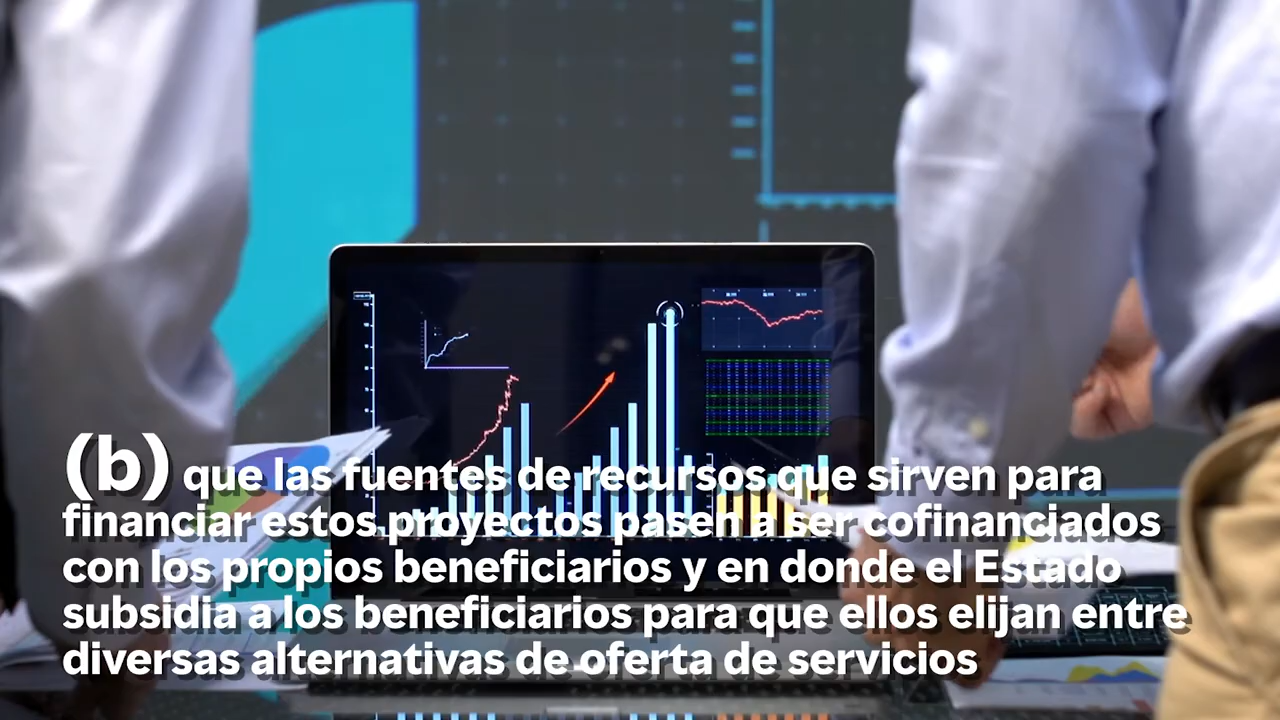 (b) que las fuentes de recursos que sirven para
financiar estos proyectos pasen a ser cofinanciados
con los propios beneficiarios y en donde el Estado
subsidia a los beneficiarios para que ellos elijan entre
diversas alternativas de oferta de servicios